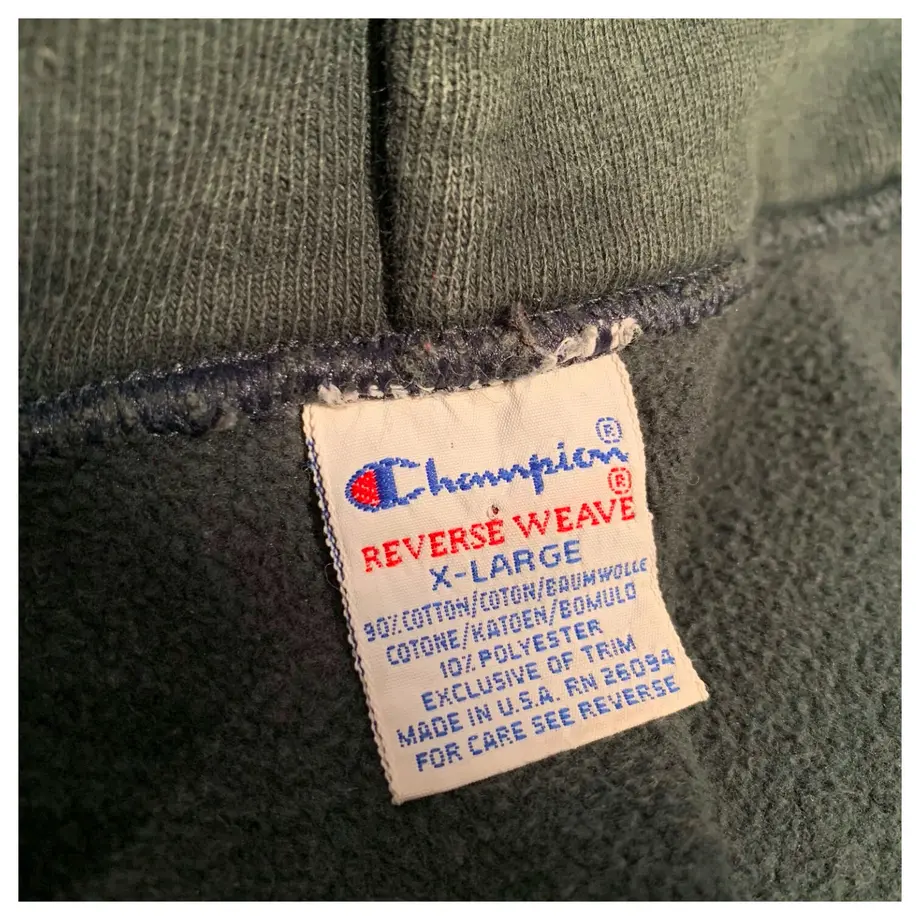 Champion®
REVERSE WEAVE®
X-LARGE
90% COTTON/COTON/BAUMWOLLE
COTONE/KATOEN/BOMULD
10% POLYESTER
EXCLUSIVE OF TRIM
MADE IN U.S.A. RN 26094
FOR CARE SEE REVERSE